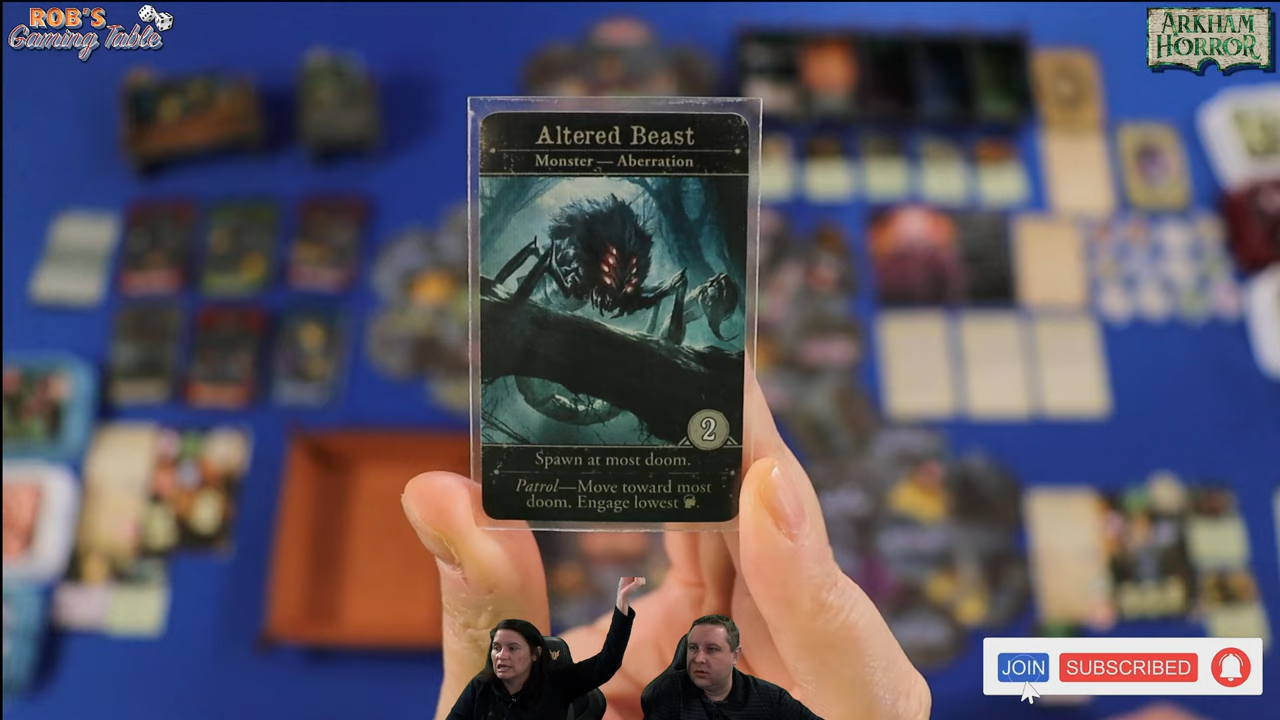 ROB'S
Gaming Table
ARKHAM
HORROR
Altered Beast
Monster — Aberration
2
Spawn at most doom.
Patrol—Move toward most
doom. Engage lowest
JOIN
SUBSCRIBED